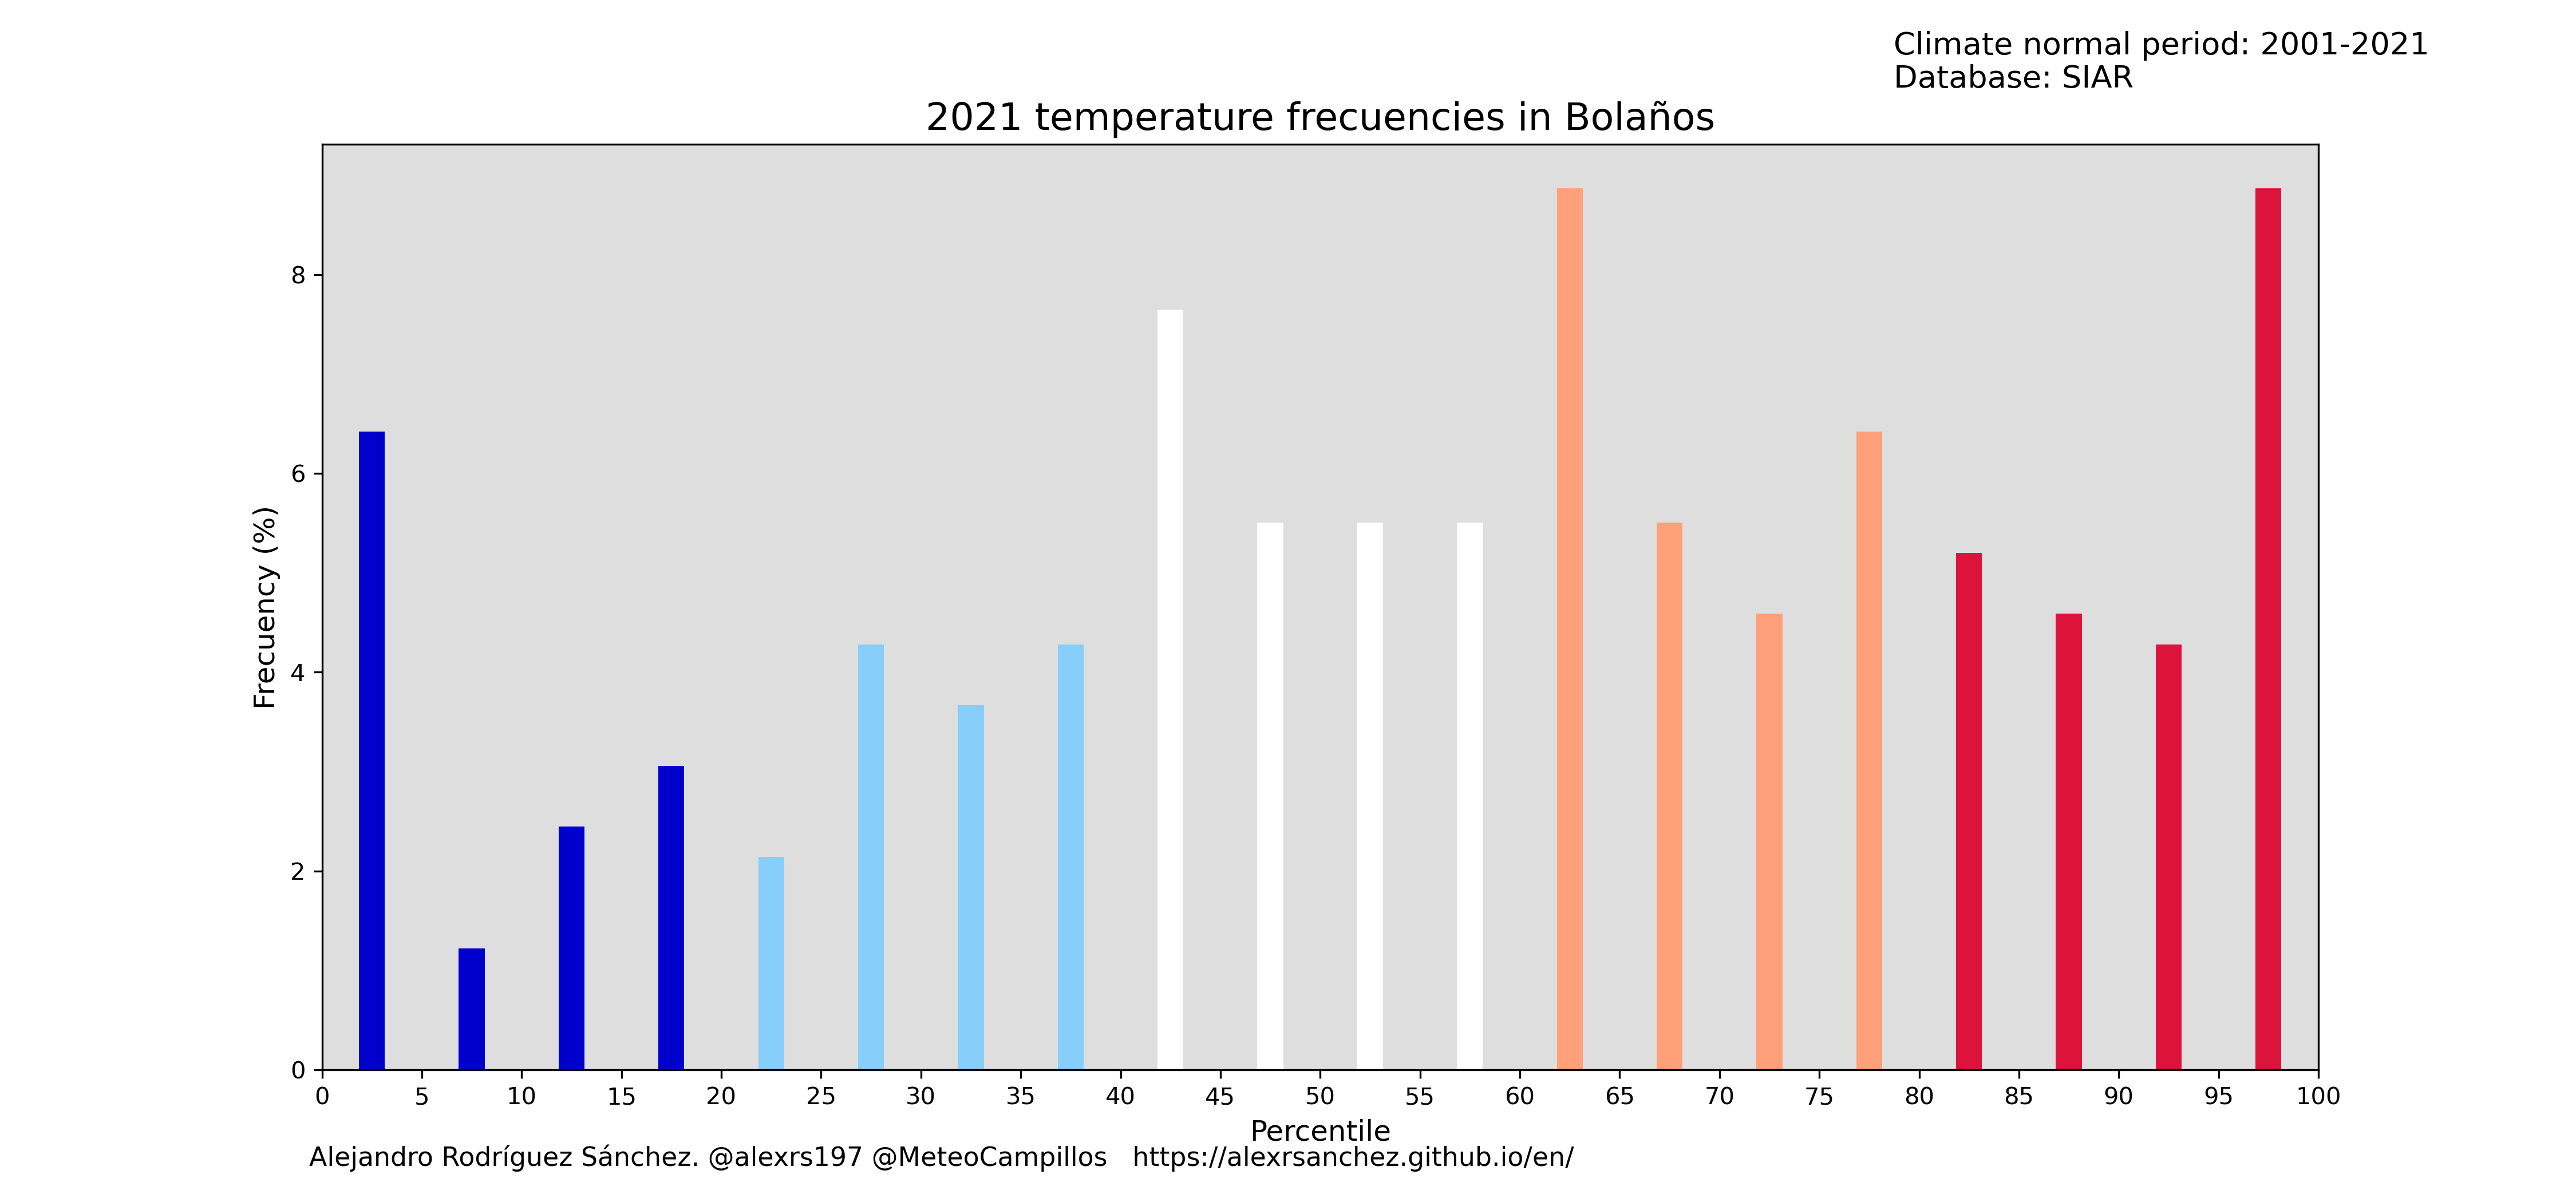 Climate normal period: 2001-2021
Database: SIAR
2021 temperature frecuencies in Bolaños
Frecuency (%)
8
6
4
2
0
0 5 10 15 20 25 30 35 40 45 50 55 60 65 70 75 80 85 90 95 100
Percentile
Alejandro Rodríguez Sánchez. @alexrs197 @MeteoCampillos https://alexrsanchez.github.io/en/